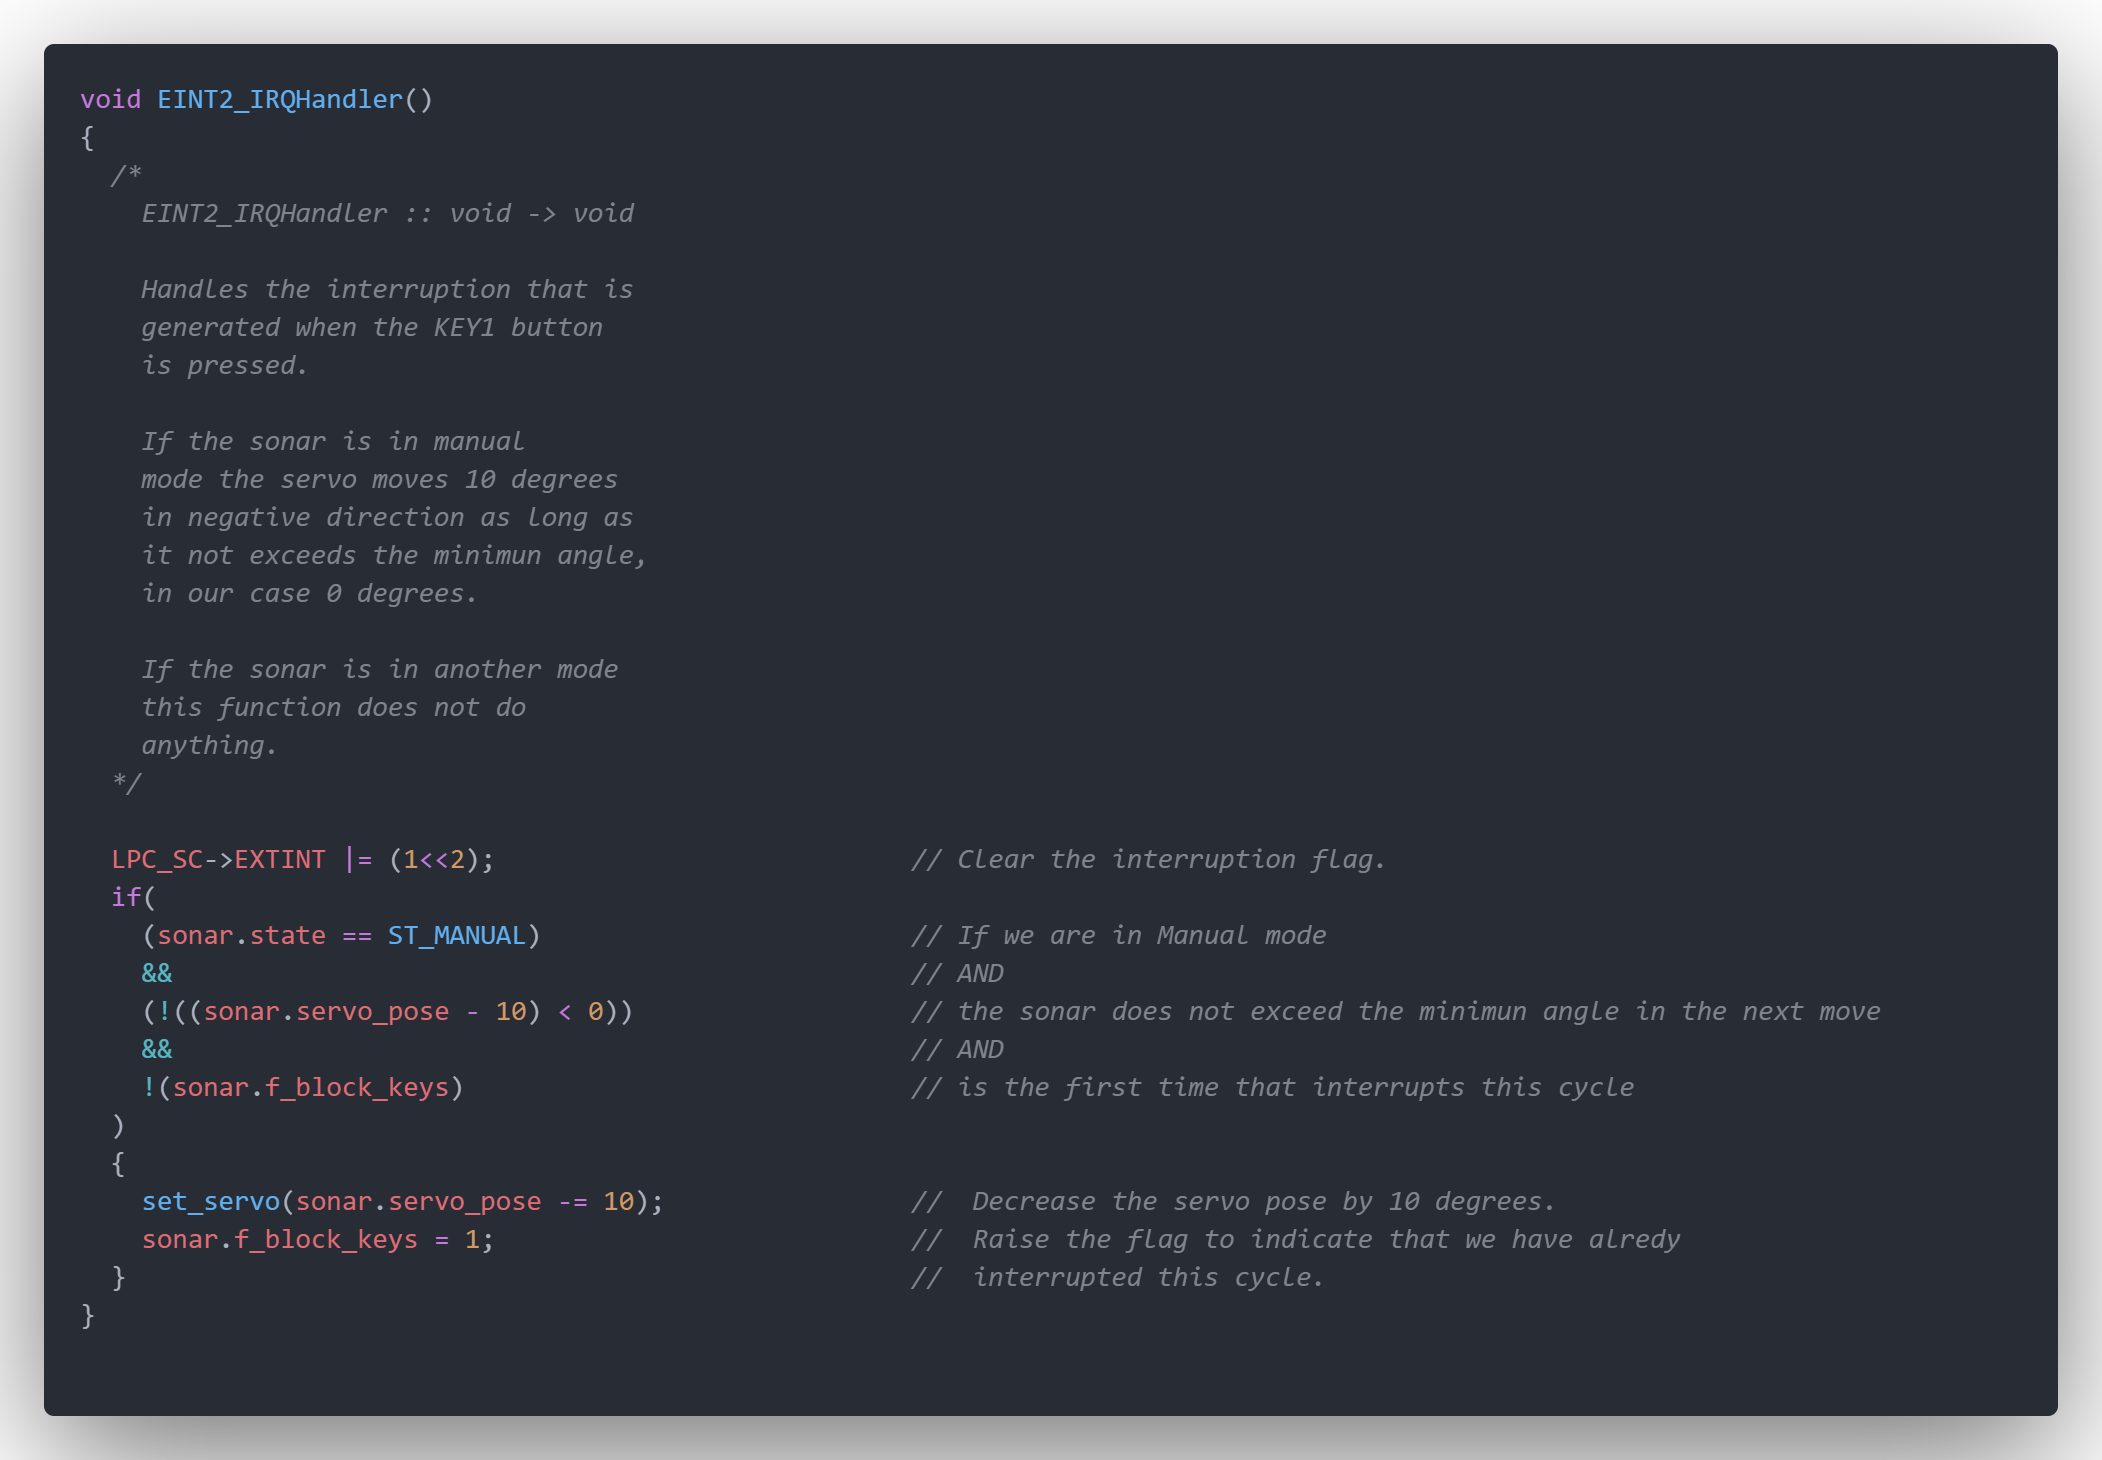 void EINT2_IRQHandler()
{
  /*
    EINT2_IRQHandler :: void -> void

    Handles the interruption that is
    generated when the KEY1 button
    is pressed.

    If the sonar is in manual
    mode the servo moves 10 degrees
    in negative direction as long as
    it not exceeds the minimun angle,
    in our case 0 degrees.

    If the sonar is in another mode
    this function does not do
    anything.
  */

  LPC_SC->EXTINT |= (1<<2);                           // Clear the interruption flag.
  if(
    (sonar.state == ST_MANUAL)                        // If we are in Manual mode
    &&                                                // AND
    (!((sonar.servo_pose - 10) < 0))                  // the sonar does not exceed the minimun angle in the next move
    &&                                                // AND
    !(sonar.f_block_keys)                             // is the first time that interrupts this cycle
  )
  {
    set_servo(sonar.servo_pose -= 10);                //  Decrease the servo pose by 10 degrees.
    sonar.f_block_keys = 1;                           //  Raise the flag to indicate that we have alredy
  }                                                   //  interrupted this cycle.
}